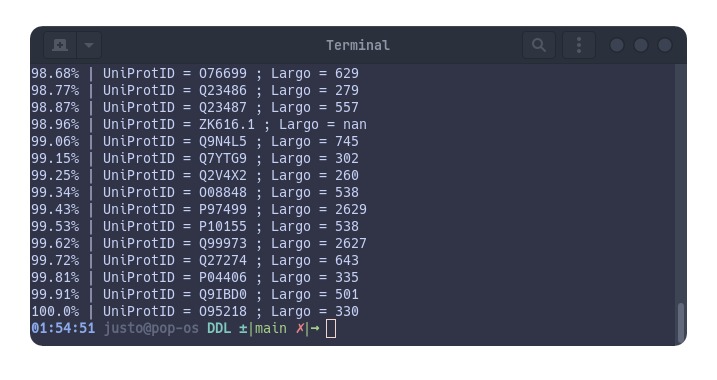 Terminal
98.68% | UniProtID = O76699 ; Largo = 629
98.77% | UniProtID = Q23486 ; Largo = 279
98.87% | UniProtID = Q23487 ; Largo = 557
98.96% | UniProtID = ZK616.1 ; Largo = nan
99.06% | UniProtID = Q9N4L5 ; Largo = 745
99.15% | UniProtID = Q7YTG9 ; Largo = 302
99.25% | UniProtID = Q2V4X2 ; Largo = 260
99.34% | UniProtID = O08848 ; Largo = 538
99.43% | UniProtID = P97499 ; Largo = 2629
99.53% | UniProtID = P10155 ; Largo = 538
99.62% | UniProtID = Q99973 ; Largo = 2627
99.72% | UniProtID = Q27274 ; Largo = 643
99.81% | UniProtID = P04406 ; Largo = 335
99.91% | UniProtID = Q9IBD0 ; Largo = 501
100.0% | UniProtID = O95218 ; Largo = 330
01:54:51 justo@pop-os DDL ±|main ✗|→